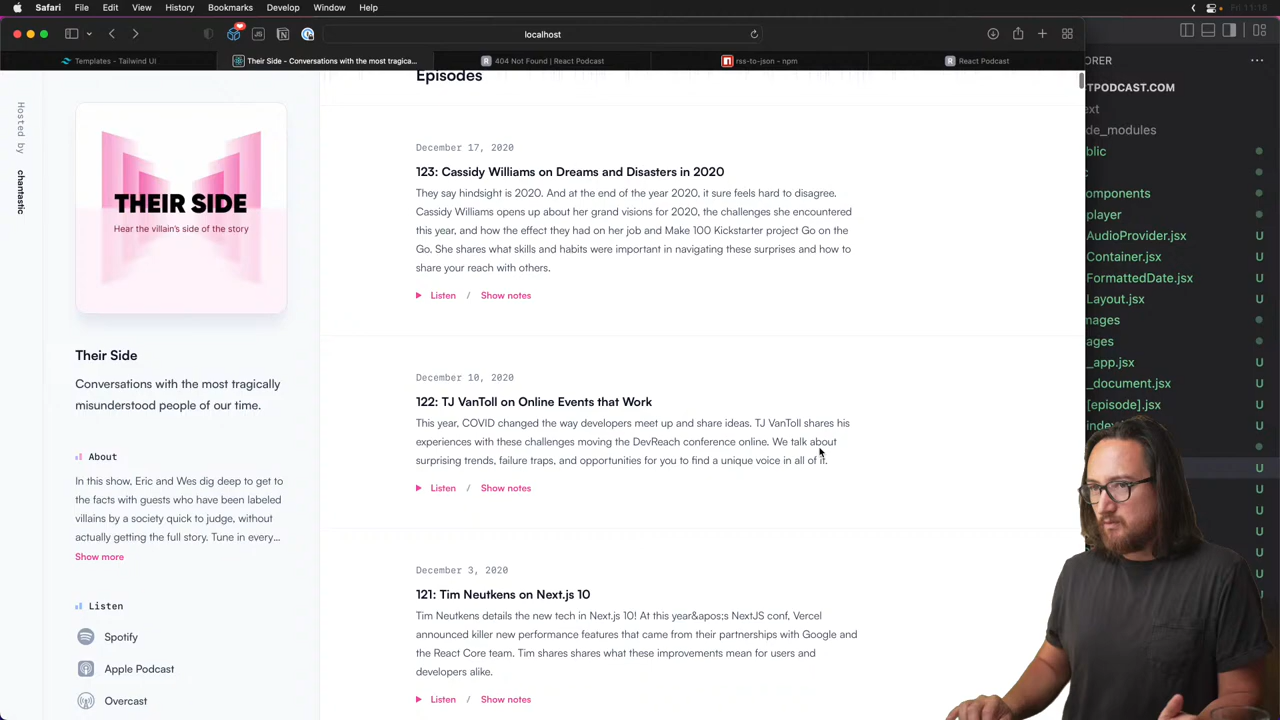 Safari File Edit View History Bookmarks Develop Window Help Fri 11:18
localhost
Templates - Tailwind UI
Their Side - Conversations with the most tragica...
404 Not Found | React Podcast
rss-to-json - npm
React Podcast
Hosted by chantastic
THEIR SIDE
Hear the villain's side of the story
Their Side
Conversations with the most tragically
misunderstood people of our time.
About
In this show, Eric and Wes dig deep to get to
the facts with guests who have been labeled
villains by a society quick to judge, without
actually getting the full story. Tune in every...
Show more
Listen
Spotify
Apple Podcast
Overcast
Episodes
December 17, 2020
123: Cassidy Williams on Dreams and Disasters in 2020
They say hindsight is 2020. And at the end of the year 2020, it sure feels hard to disagree.
Cassidy Williams opens up about her grand visions for 2020, the challenges she encountered
this year, and how the effect they had on her job and Make 100 Kickstarter project Go on the
Go. She shares what skills and habits were important in navigating these surprises and how to
share your reach with others.
Listen / Show notes
December 10, 2020
122: TJ VanToll on Online Events that Work
This year, COVID changed the way developers meet up and share ideas. TJ VanToll shares his
experiences with these challenges moving the DevReach conference online. We talk about
surprising trends, failure traps, and opportunities for you to find a unique voice in all of it.
Listen / Show notes
December 3, 2020
121: Tim Neutkens on Next.js 10
Tim Neutkens details the new tech in Next.js 10! At this year&apos;s NextJS conf, Vercel
announced killer new performance features that came from their partnerships with Google and
the React Core team. Tim shares shares what these improvements mean for users and
developers alike.
Listen / Show notes
ORER
TPODCAST.COM
ext
de_modules
blic
c
omponents
player
AudioProvider.jsx U
Container.jsx U
FormattedDate.jsx U
Layout.jsx U
mages
ages
_app.jsx U
_document.jsx U
[episode].jsx U
index U
U
U
U
U
U
U
U